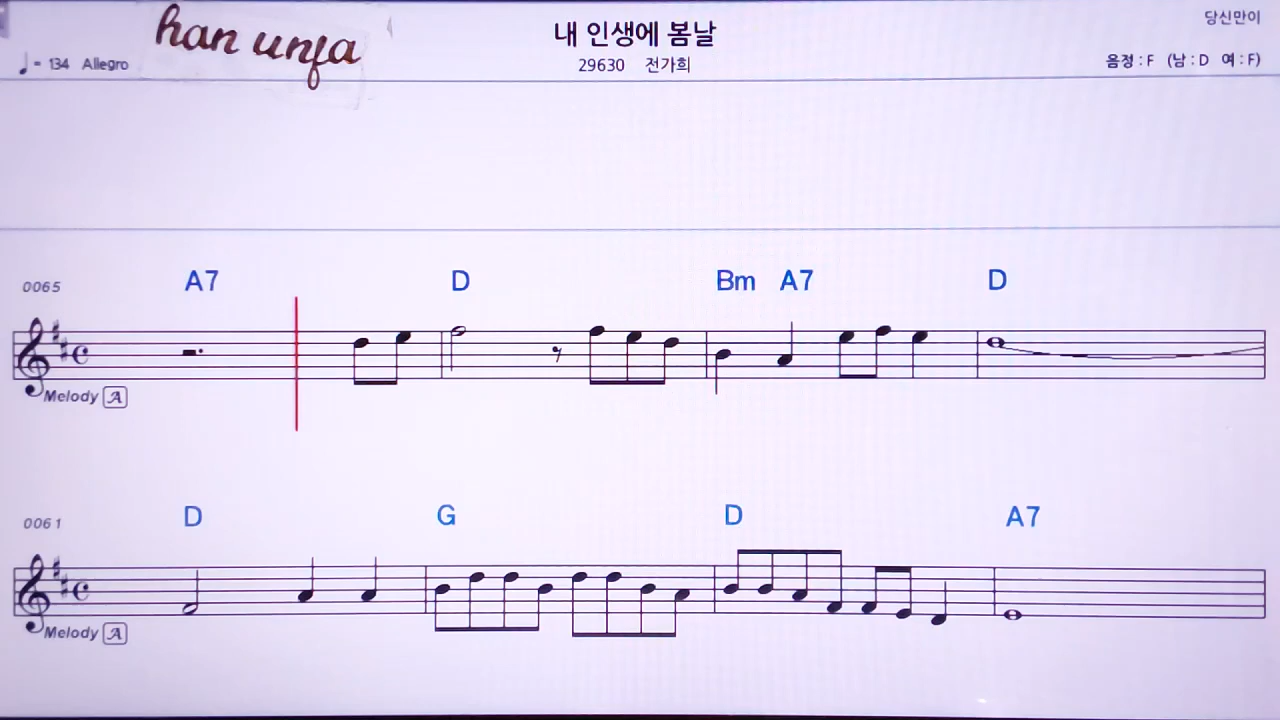 han unfa
내 인생에 봄날
당신만이
♩= 134 Allegro
29630 전가희
음정 : F (남 : D 여 : F)
0065 A7 D Bm A7 D
Melody A
0061 D G D A7
Melody A